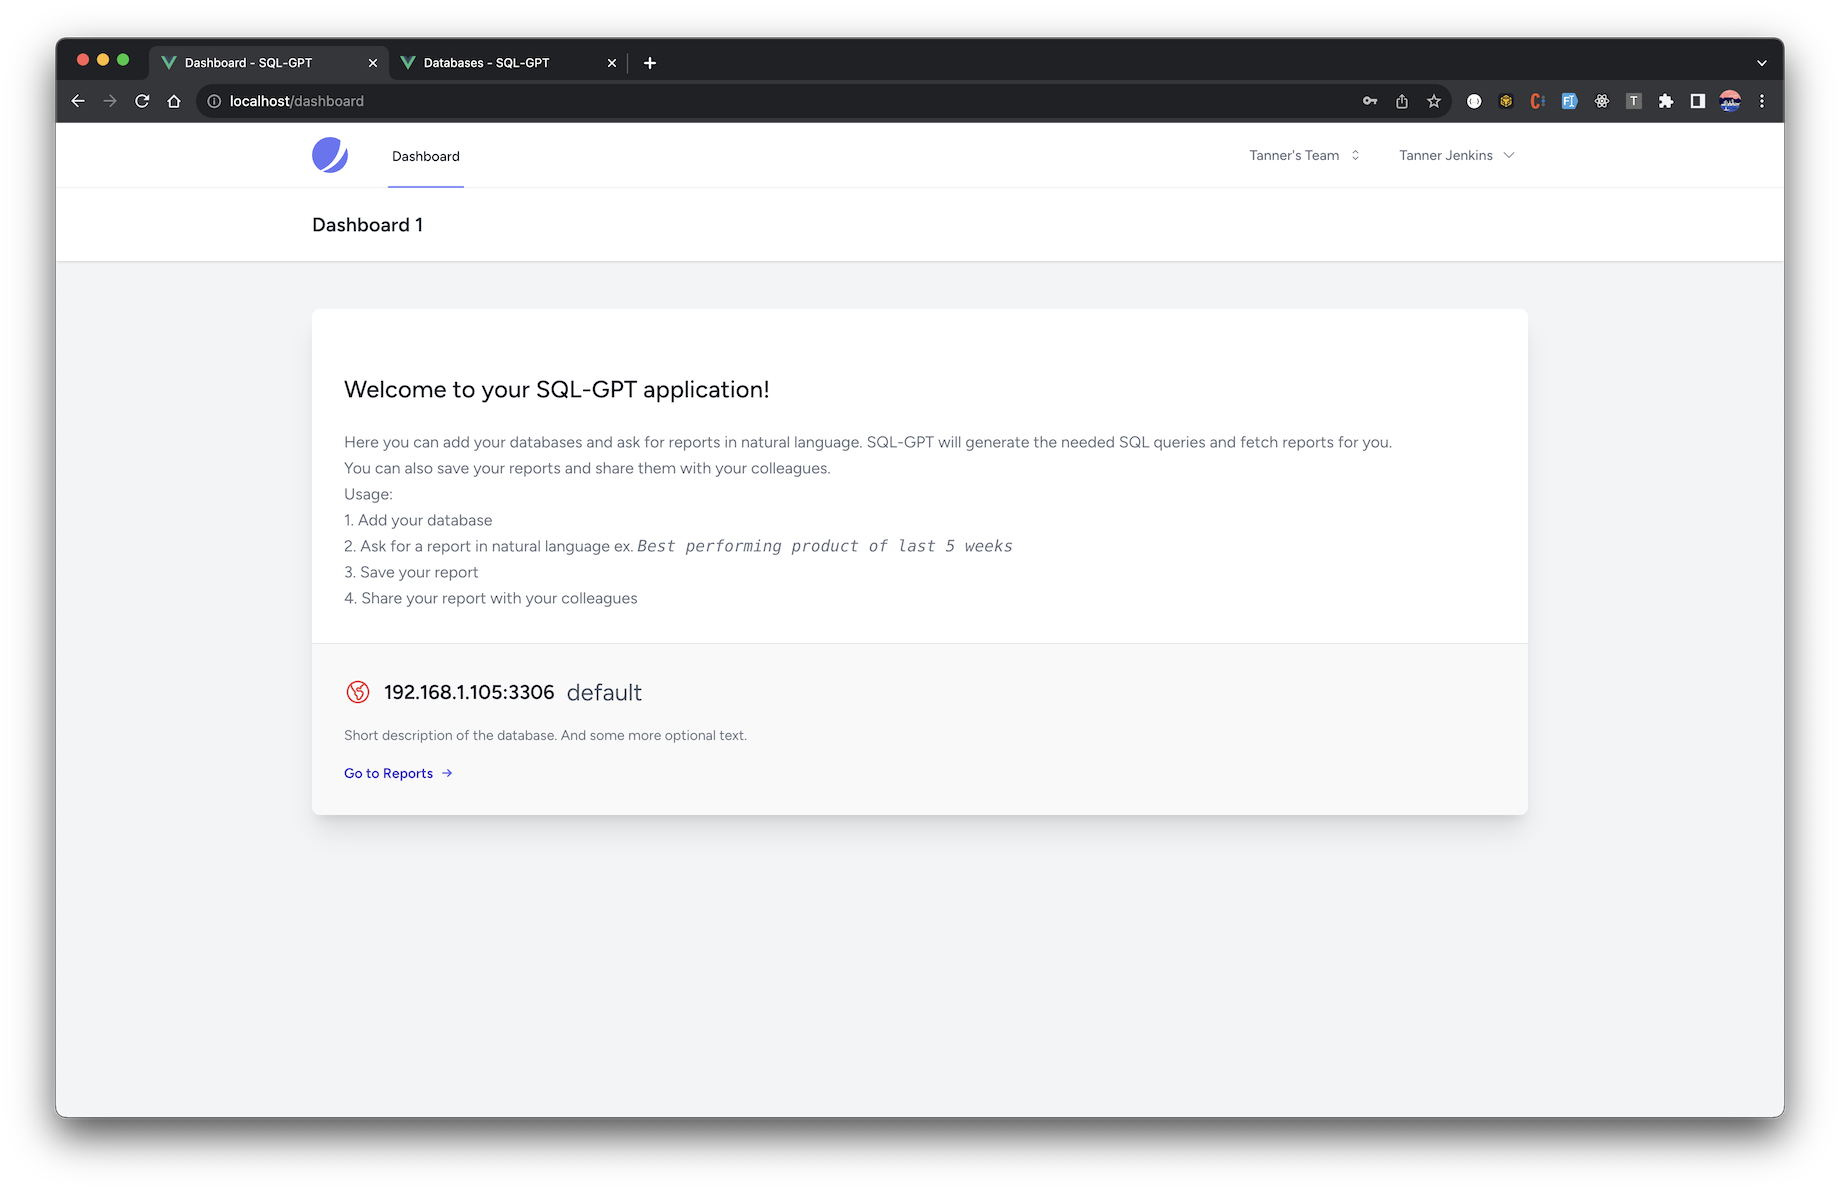 Dashboard - SQL-GPT
Databases - SQL-GPT
localhost/dashboard
Dashboard
Tanner's Team
Tanner Jenkins
Dashboard 1
Welcome to your SQL-GPT application!
Here you can add your databases and ask for reports in natural language. SQL-GPT will generate the needed SQL queries and fetch reports for you.
You can also save your reports and share them with your colleagues.
Usage:
1. Add your database
2. Ask for a report in natural language ex. Best performing product of last 5 weeks
3. Save your report
4. Share your report with your colleagues
192.168.1.105:3306 default
Short description of the database. And some more optional text.
Go to Reports →